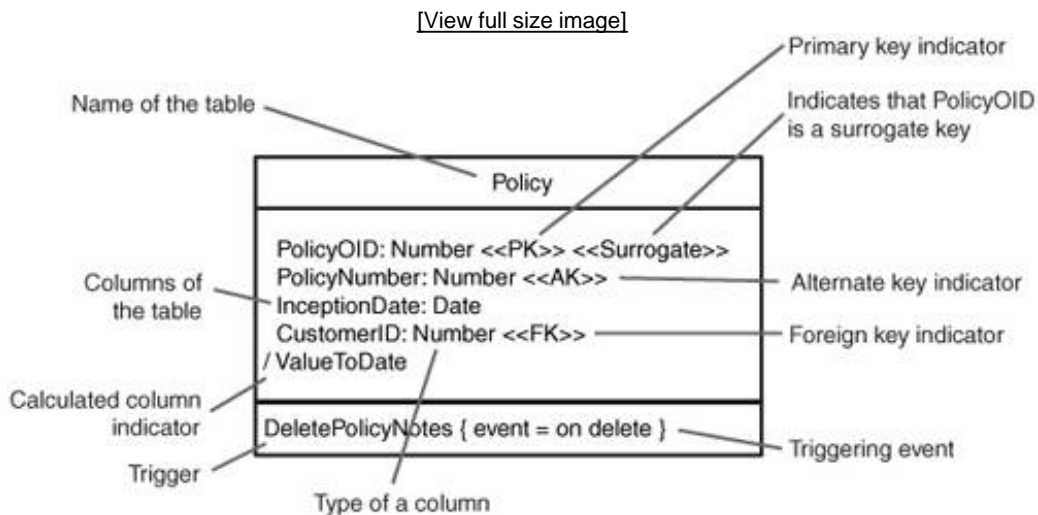 [View full size image]
Primary key indicator
Name of the table
Indicates that PolicyOID
is a surrogate key
Policy
PolicyOID: Number <<PK>> <<Surrogate>>
PolicyNumber: Number <<AK>>
InceptionDate: Date
CustomerID: Number <<FK>>
/ ValueToDate
Columns of
the table
Alternate key indicator
Foreign key indicator
Calculated column
indicator
DeletePolicyNotes { event = on delete }
Trigger
Triggering event
Type of a column